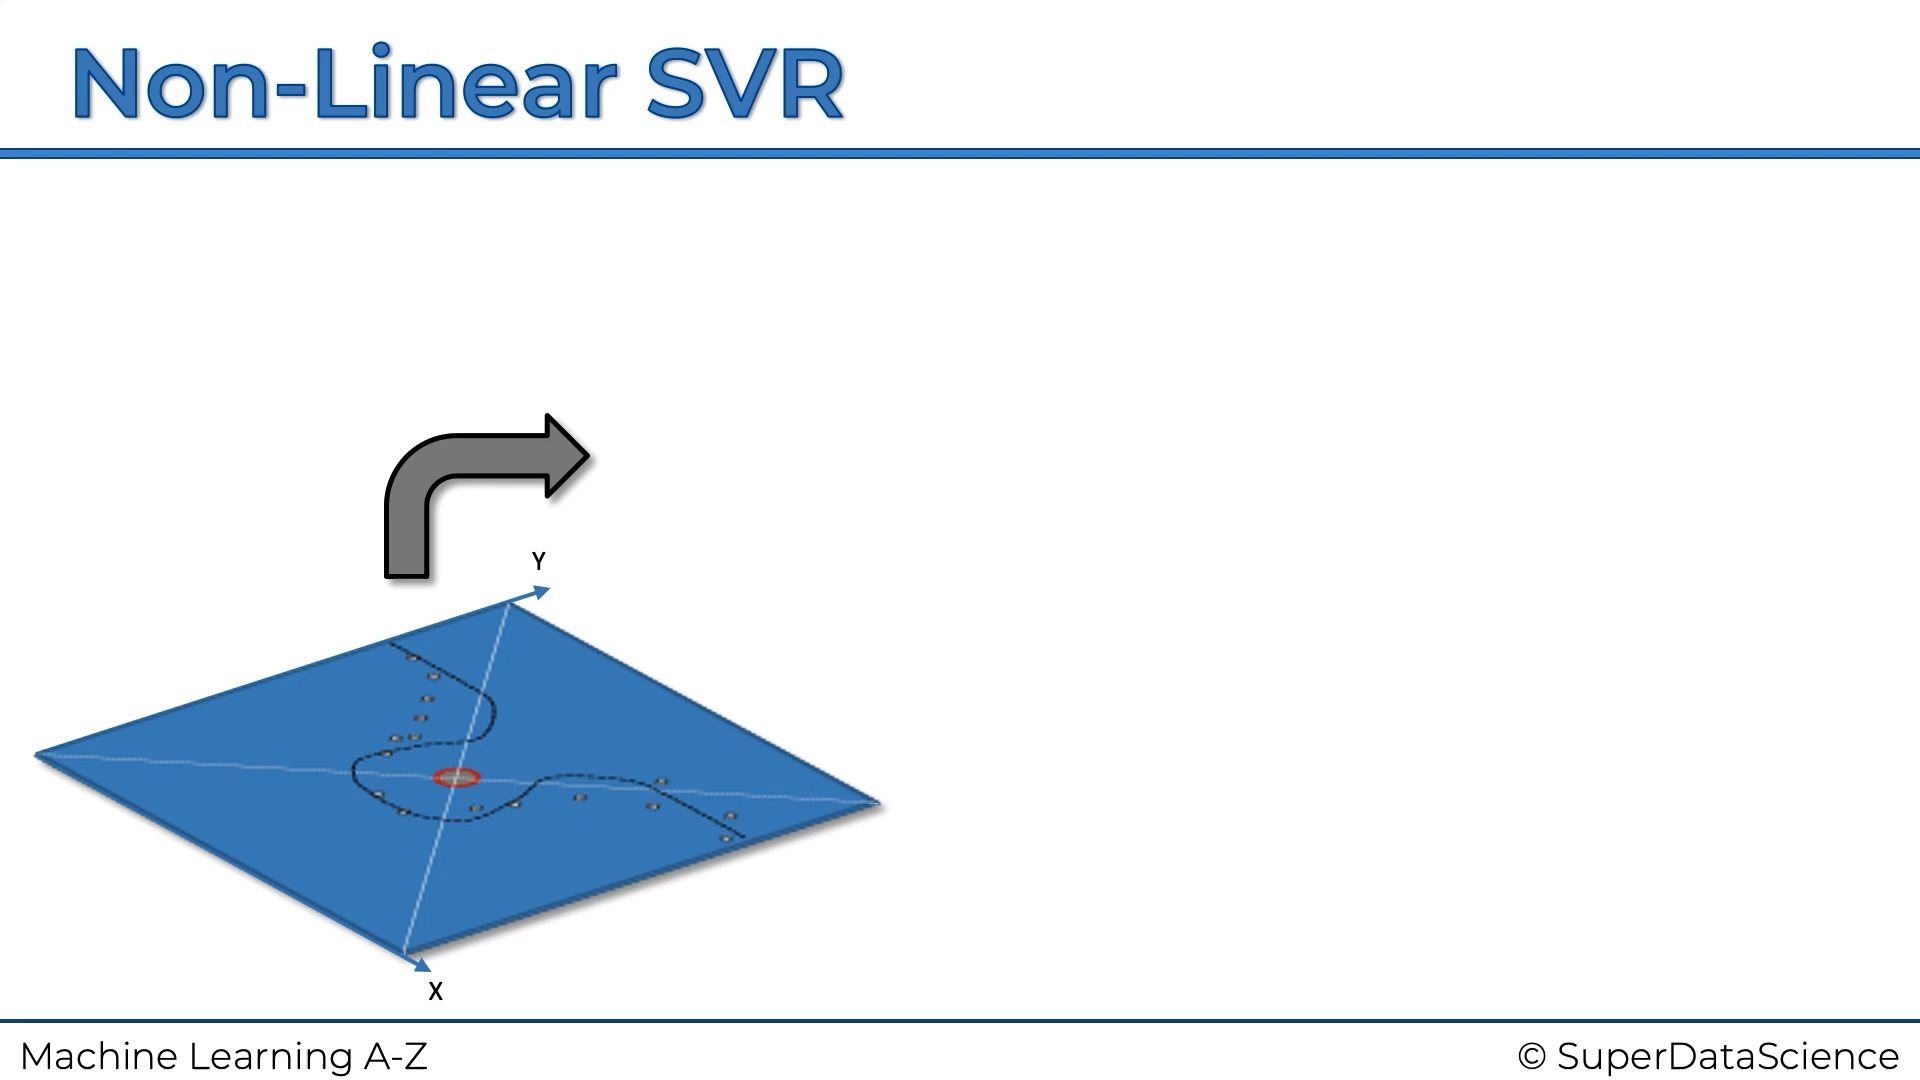 Non-Linear SVR
Y
X
Machine Learning A-Z
© SuperDataScience